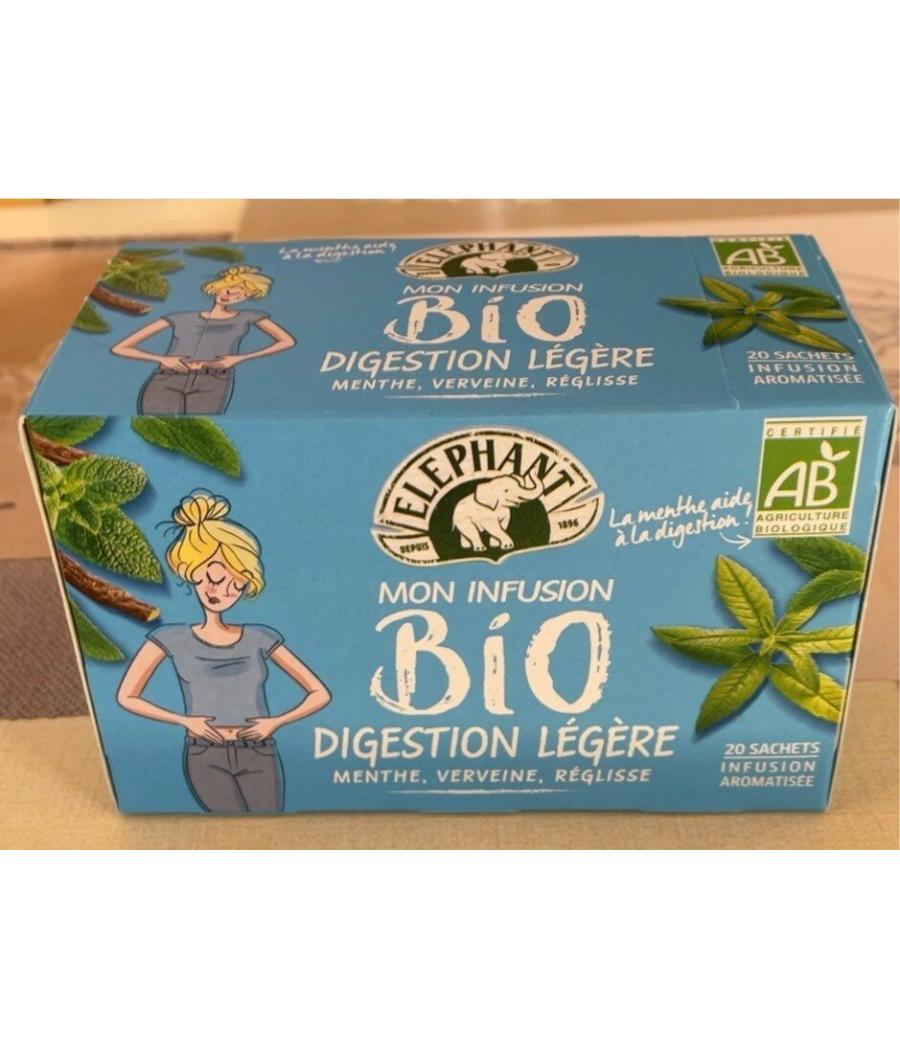 La menthe aide
à la digestion !
ELEPHANT
MON INFUSION
BiO
DIGESTION LÉGÈRE
MENTHE, VERVEINE, RÉGLISSE
AB
AGRICULTURE
BIOLOGIQUE
20 SACHETS
INFUSION
AROMATISÉE
ELEPHANT
DEPUIS 1896
MON INFUSION
BiO
DIGESTION LÉGÈRE
MENTHE, VERVEINE, RÉGLISSE
La menthe aide
à la digestion !
CERTIFIÉ
AB
AGRICULTURE
BIOLOGIQUE
20 SACHETS
INFUSION
AROMATISÉE